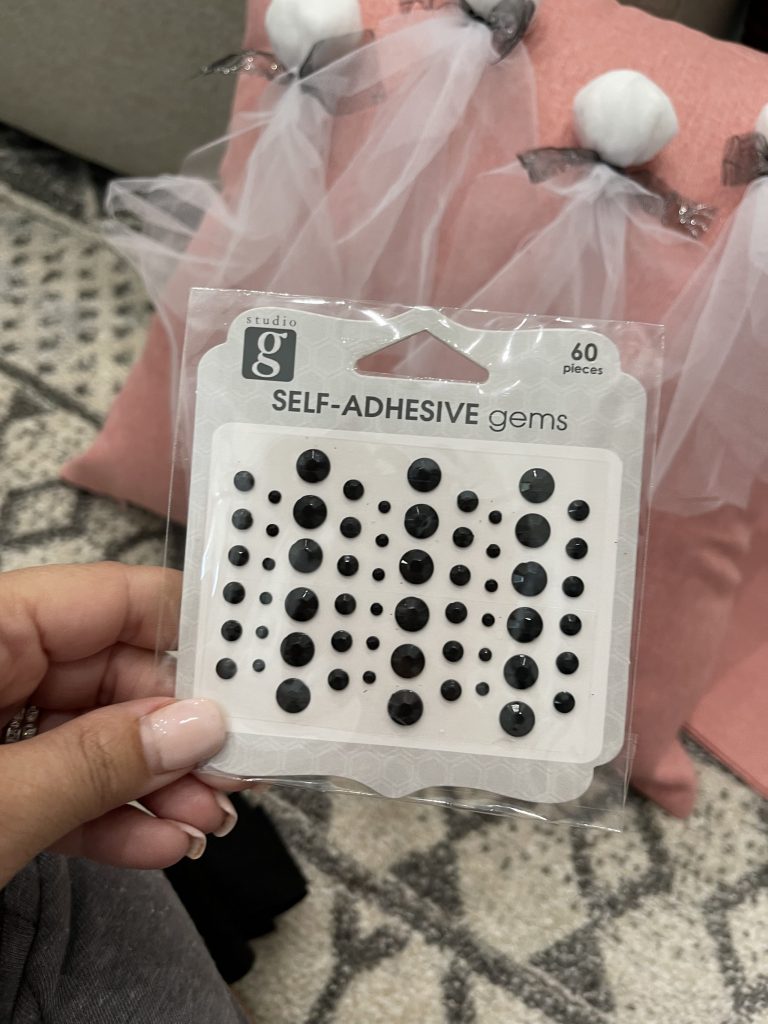 studio
g
60
pieces
SELF-ADHESIVE gems